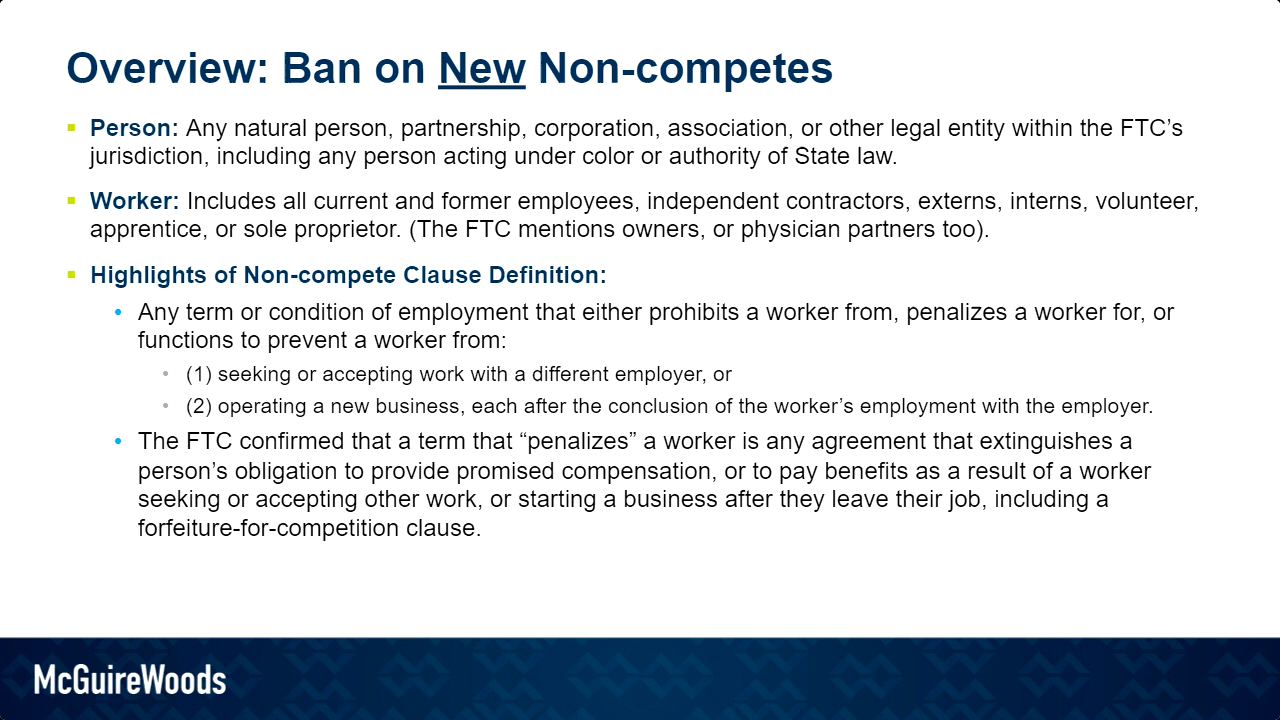 Overview: Ban on New Non-competes
▪ Person: Any natural person, partnership, corporation, association, or other legal entity within the FTC’s
jurisdiction, including any person acting under color or authority of State law.
▪ Worker: Includes all current and former employees, independent contractors, externs, interns, volunteer,
apprentice, or sole proprietor. (The FTC mentions owners, or physician partners too).
▪ Highlights of Non-compete Clause Definition:
• Any term or condition of employment that either prohibits a worker from, penalizes a worker for, or
functions to prevent a worker from:
• (1) seeking or accepting work with a different employer, or
• (2) operating a new business, each after the conclusion of the worker’s employment with the employer.
• The FTC confirmed that a term that “penalizes” a worker is any agreement that extinguishes a
person’s obligation to provide promised compensation, or to pay benefits as a result of a worker
seeking or accepting other work, or starting a business after they leave their job, including a
forfeiture-for-competition clause.
McGuireWoods